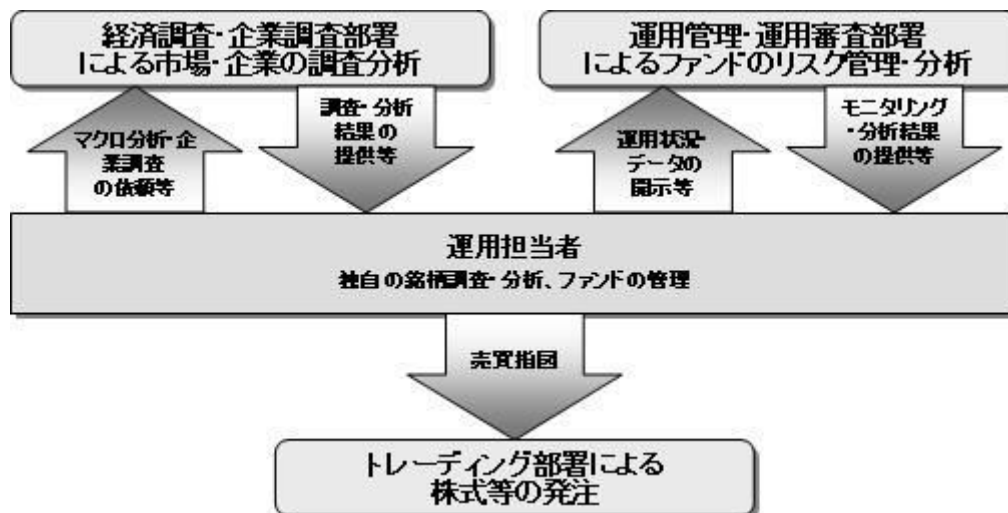 経済調査・企業調査部署
による市場・企業の調査分析
運用管理・運用審査部署
によるファンドのリスク管理・分析
マクロ分析・企
業調査
の依頼等
調査・分析
結果の
提供等
運用状況・
データの
開示等
モニタリング
・分析結果
の提供等
運用担当者
独自の銘柄調査・分析、ファンドの管理
売買指図
トレーディング部署による
株式等の発注